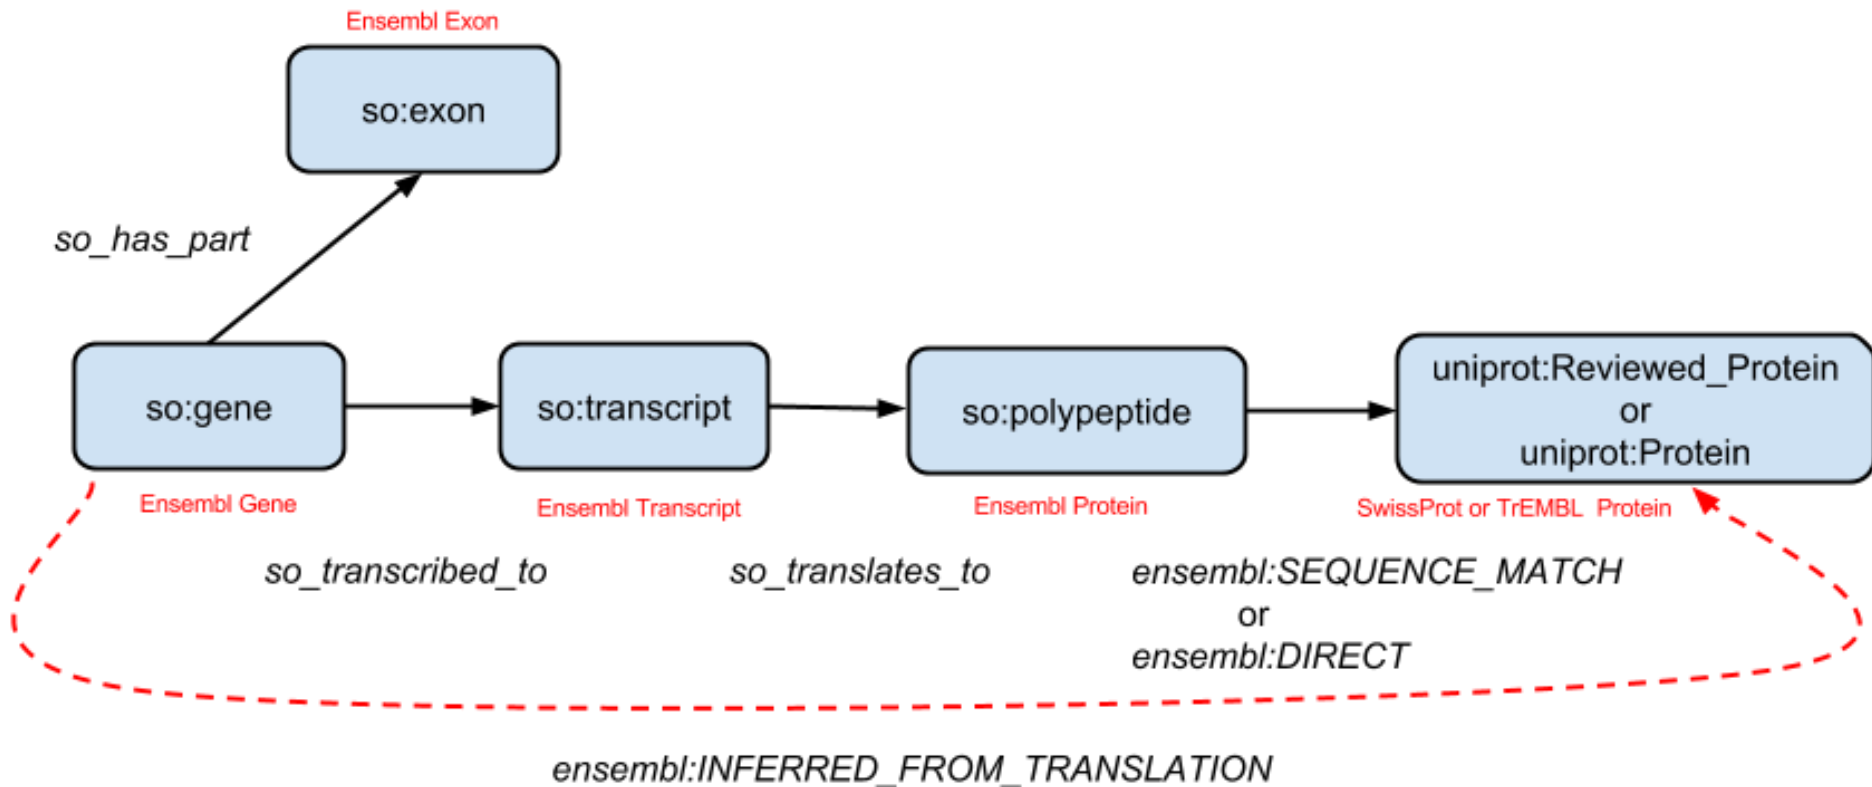 Ensembl Exon
so:exon
so_has_part
so:gene
so:transcript
so:polypeptide
uniprot:Reviewed_Protein
or
uniprot:Protein
Ensembl Gene
Ensembl Transcript
Ensembl Protein
SwissProt or TrEMBL Protein
so_transcribed_to
so_translates_to
ensembl:SEQUENCE_MATCH
or
ensembl:DIRECT
ensembl:INFERRED_FROM_TRANSLATION